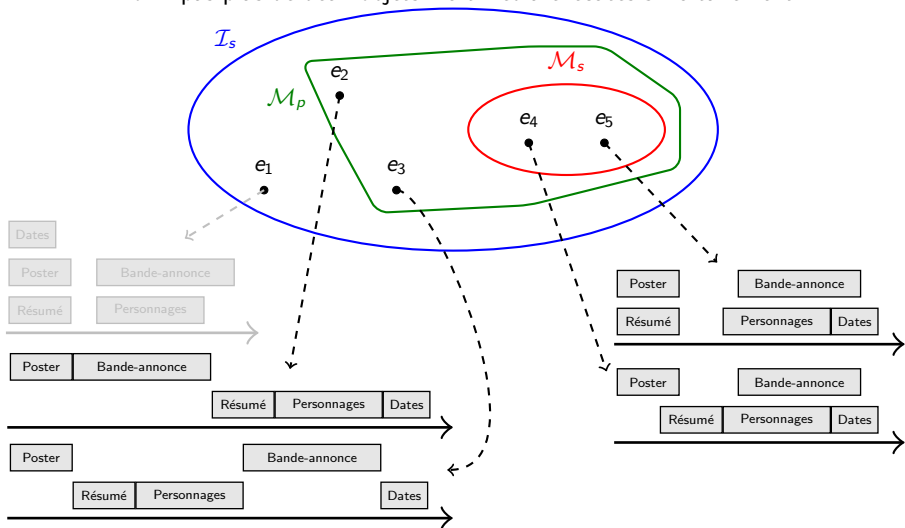 𝓘s
𝓜s
e2
𝓜p
e4
e5
e1
e3
Dates
Poster Bande-annonce
Résumé Personnages
Poster Bande-annonce
Résumé Personnages Dates
Poster Bande-annonce
Résumé Personnages Dates
Poster Bande-annonce
Résumé Personnages Dates
Poster Bande-annonce
Résumé Personnages Dates